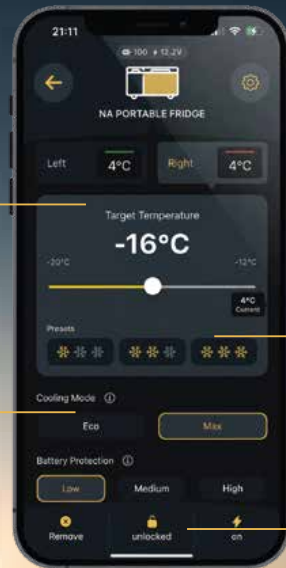 21:11
100 12.2V
NA PORTABLE FRIDGE
Left 4°C Right 4°C
Target Temperature
-16°C
-20°C -12°C
4°C
Current
Presets
Cooling Mode
Eco Max
Battery Protection
Low Medium High
Remove unlocked on